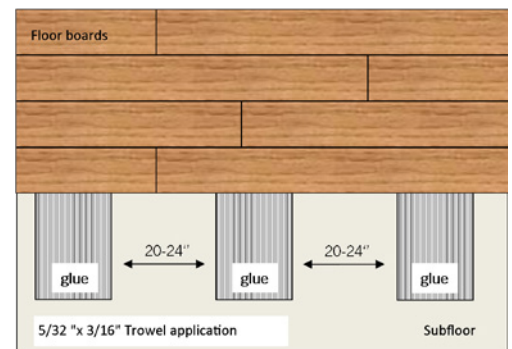 Floor boards
20-24‘’
20-24‘’
glue
glue
glue
5/32 "x 3/16" Trowel application
Subfloor